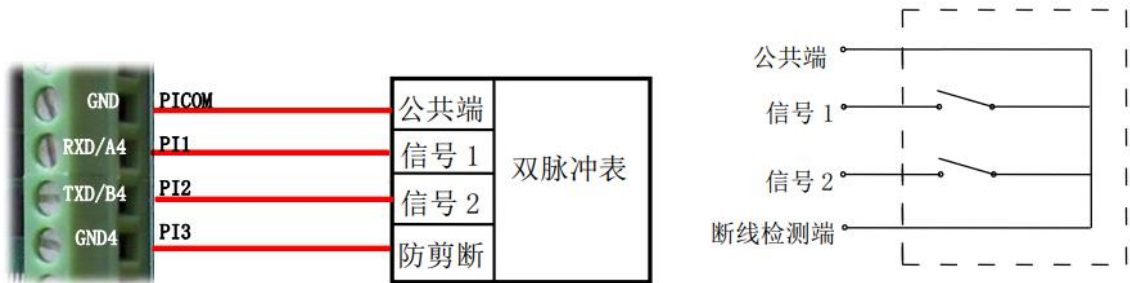 GND
PICOM
公共端
RXD/A4
PI1
信号 1
TXD/B4
PI2
信号 2
GND4
PI3
防剪断
双脉冲表
公共端
信号 1
信号 2
断线检测端